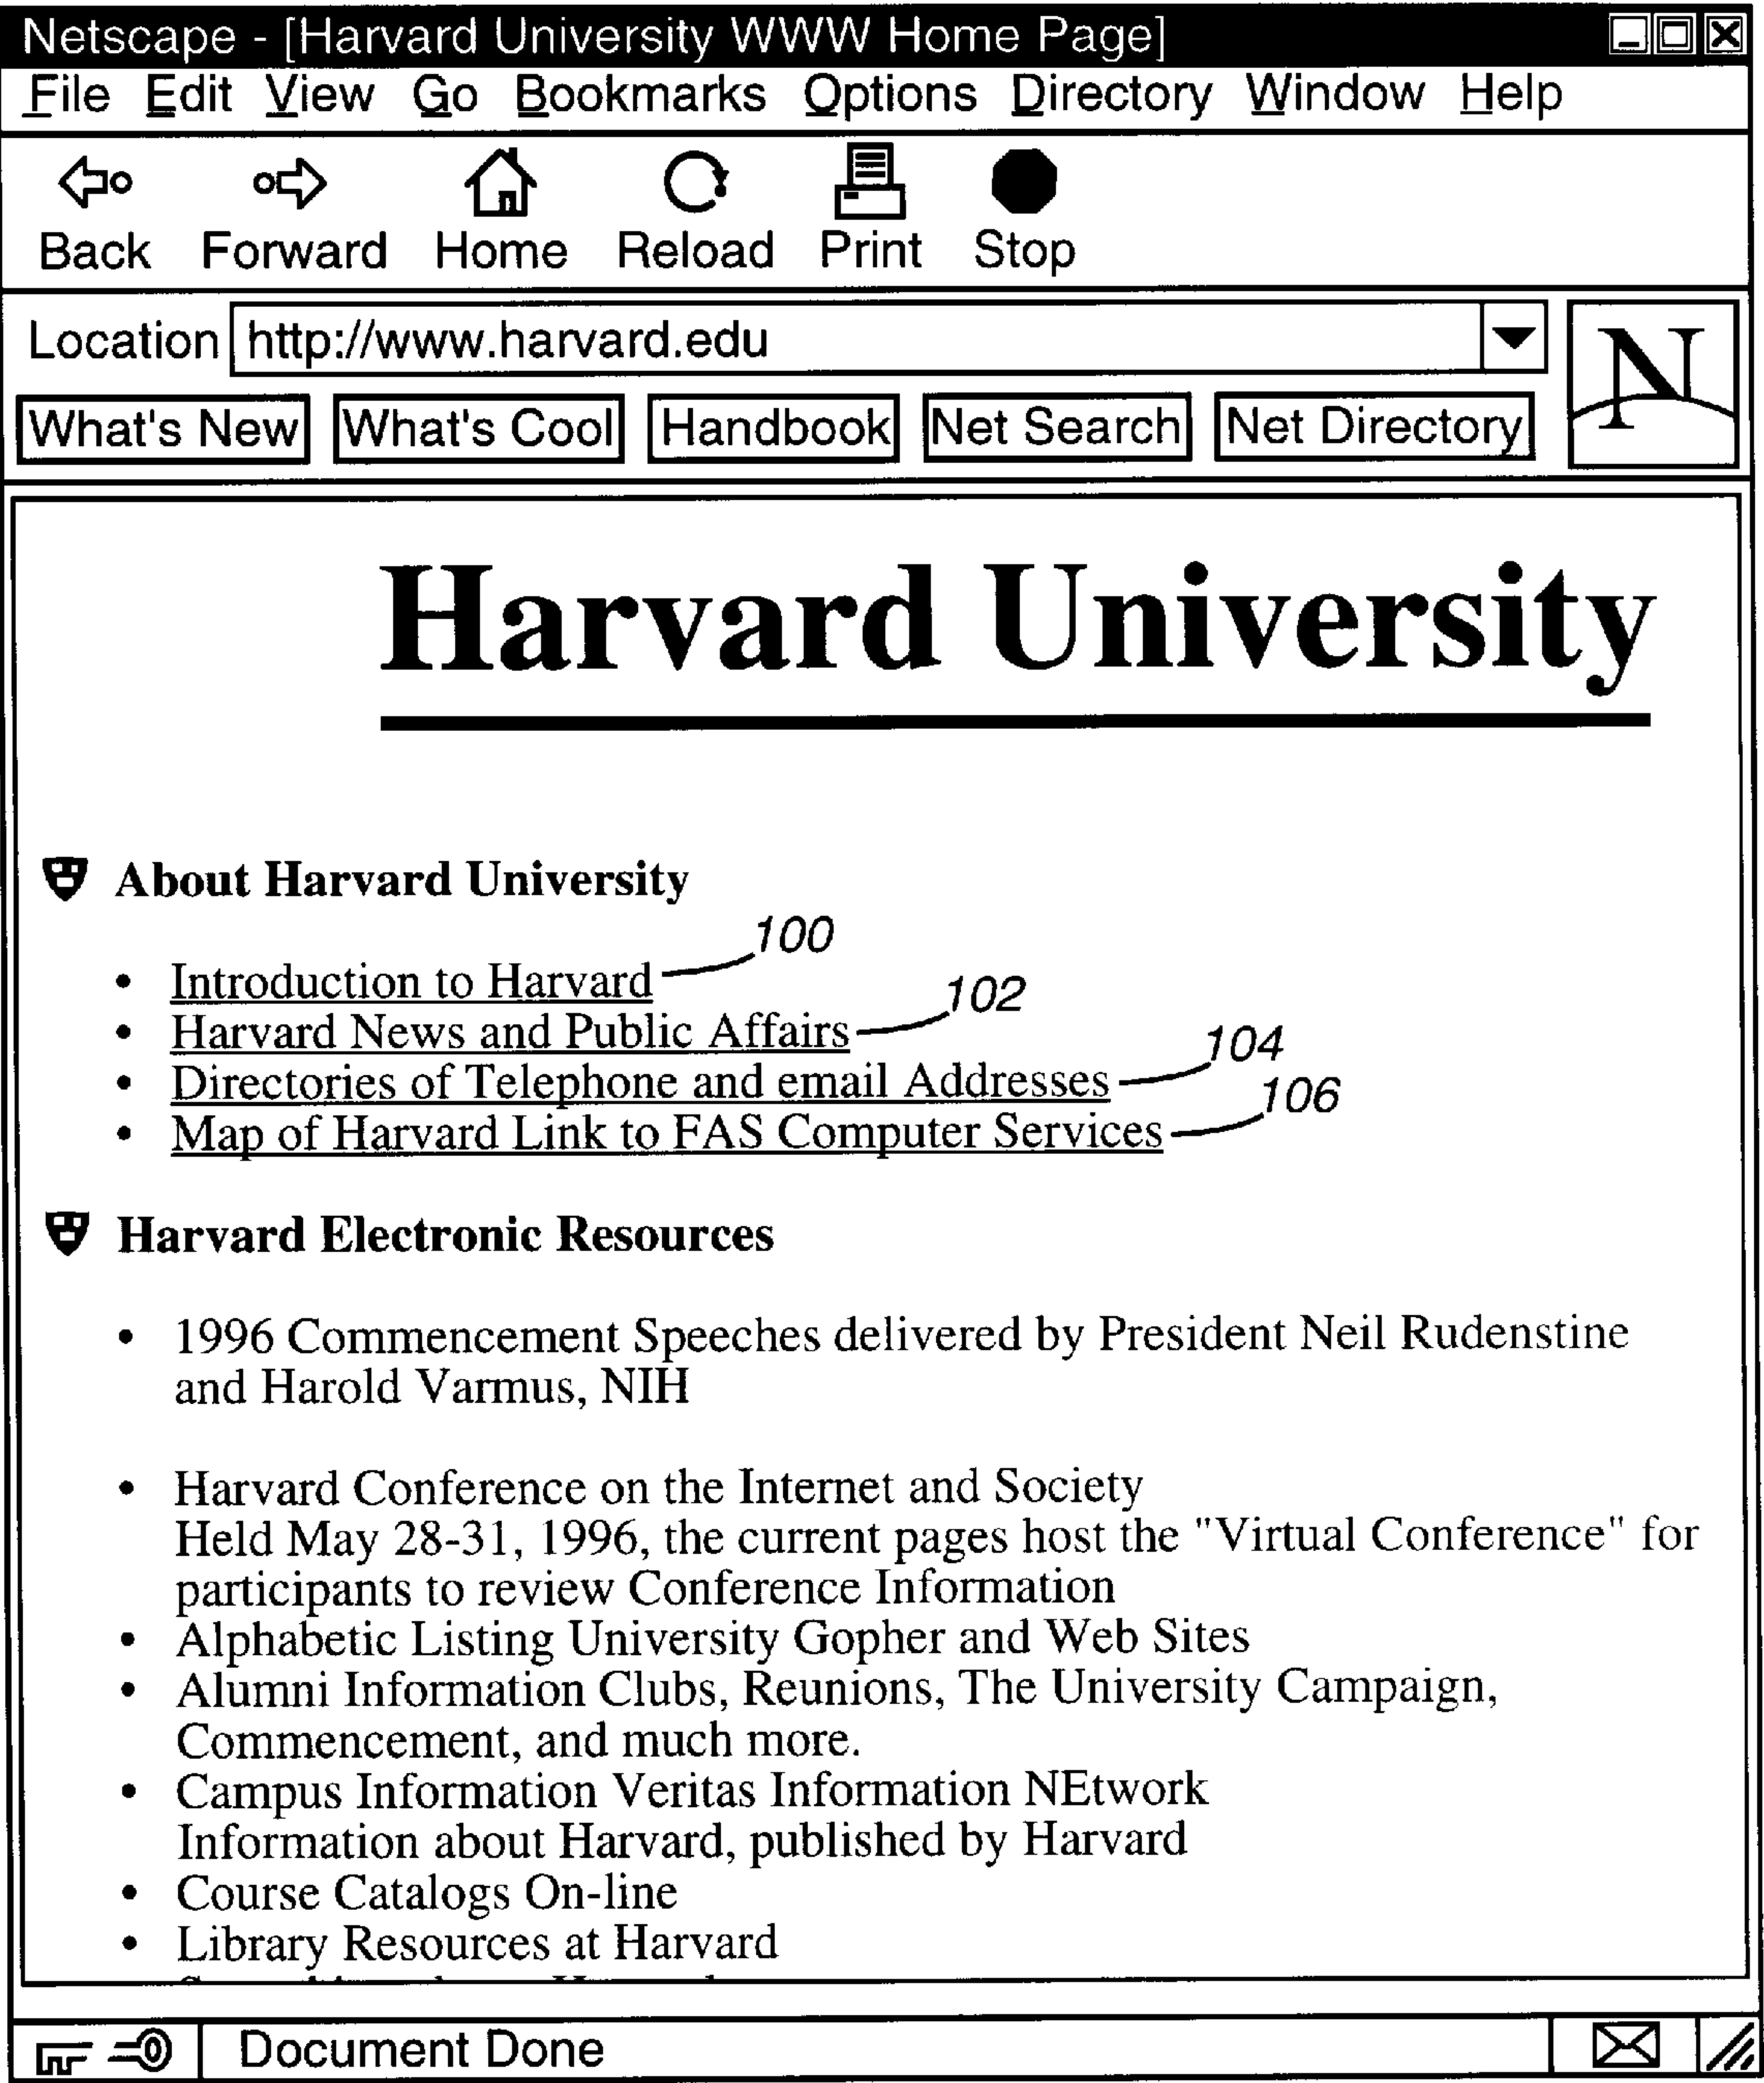 Netscape - [Harvard University WWW Home Page]
File Edit View Go Bookmarks Options Directory Window Help
Back Forward Home Reload Print Stop
Location http://www.harvard.edu
N
What's New What's Cool Handbook Net Search Net Directory
Harvard University
About Harvard University
100
• Introduction to Harvard
102
• Harvard News and Public Affairs
104
• Directories of Telephone and email Addresses
106
• Map of Harvard Link to FAS Computer Services
Harvard Electronic Resources
• 1996 Commencement Speeches delivered by President Neil Rudenstine
and Harold Varmus, NIH
• Harvard Conference on the Internet and Society
Held May 28-31, 1996, the current pages host the "Virtual Conference" for
participants to review Conference Information
• Alphabetic Listing University Gopher and Web Sites
• Alumni Information Clubs, Reunions, The University Campaign,
Commencement, and much more.
• Campus Information Veritas Information NEtwork
Information about Harvard, published by Harvard
• Course Catalogs On-line
• Library Resources at Harvard
Document Done